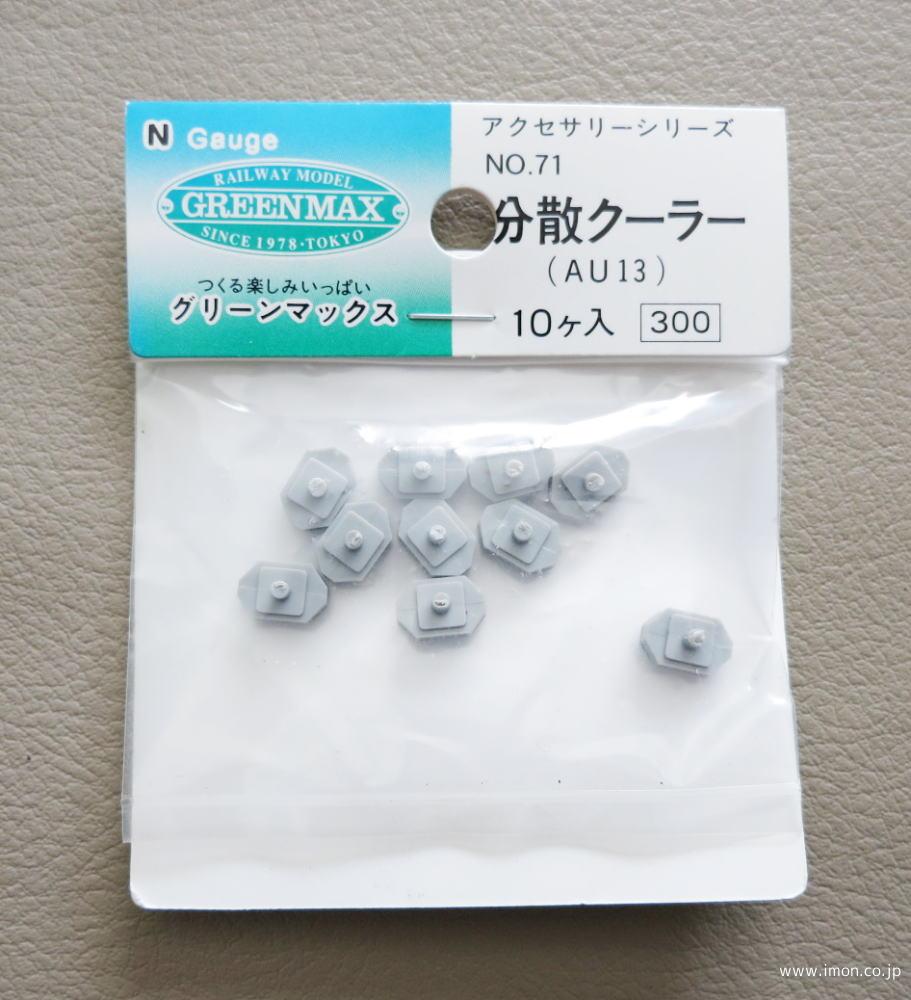 N Gauge
RAILWAY MODEL
GREENMAX
SINCE 1978・TOKYO
つくる楽しみいっぱい
グリーンマックス
アクセサリーシリーズ
NO.71
分散クーラー
(AU13)
10ヶ入 300
www.imon.co.jp